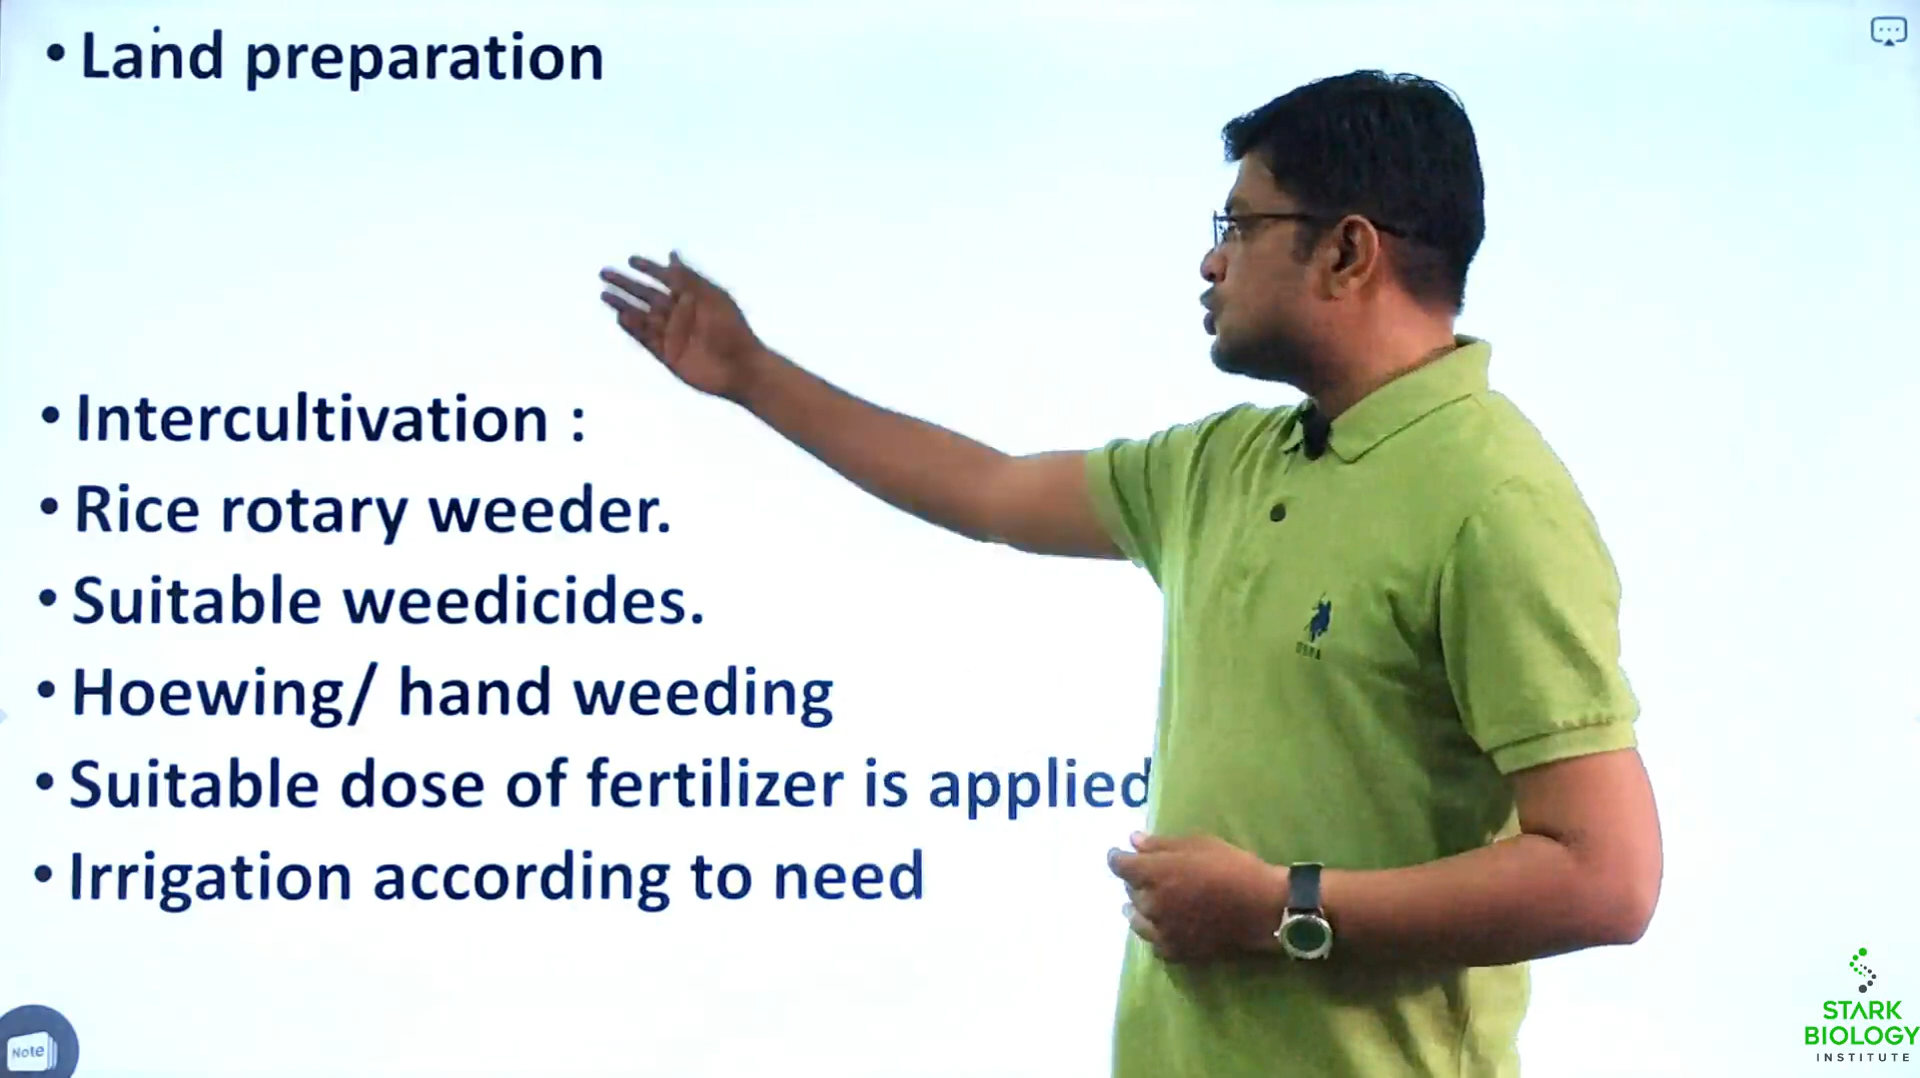 • Land preparation
• Intercultivation :
• Rice rotary weeder.
• Suitable weedicides.
• Hoewing/ hand weeding
• Suitable dose of fertilizer is applied
• Irrigation according to need
USPA
Note
STARK
BIOLOGY
INSTITUTE